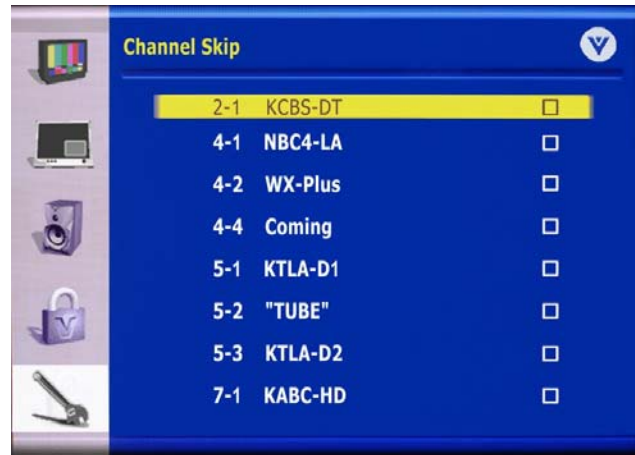 Channel Skip
2-1 KCBS-DT
4-1 NBC4-LA
4-2 WX-Plus
4-4 Coming
5-1 KTLA-D1
5-2 "TUBE"
5-3 KTLA-D2
7-1 KABC-HD